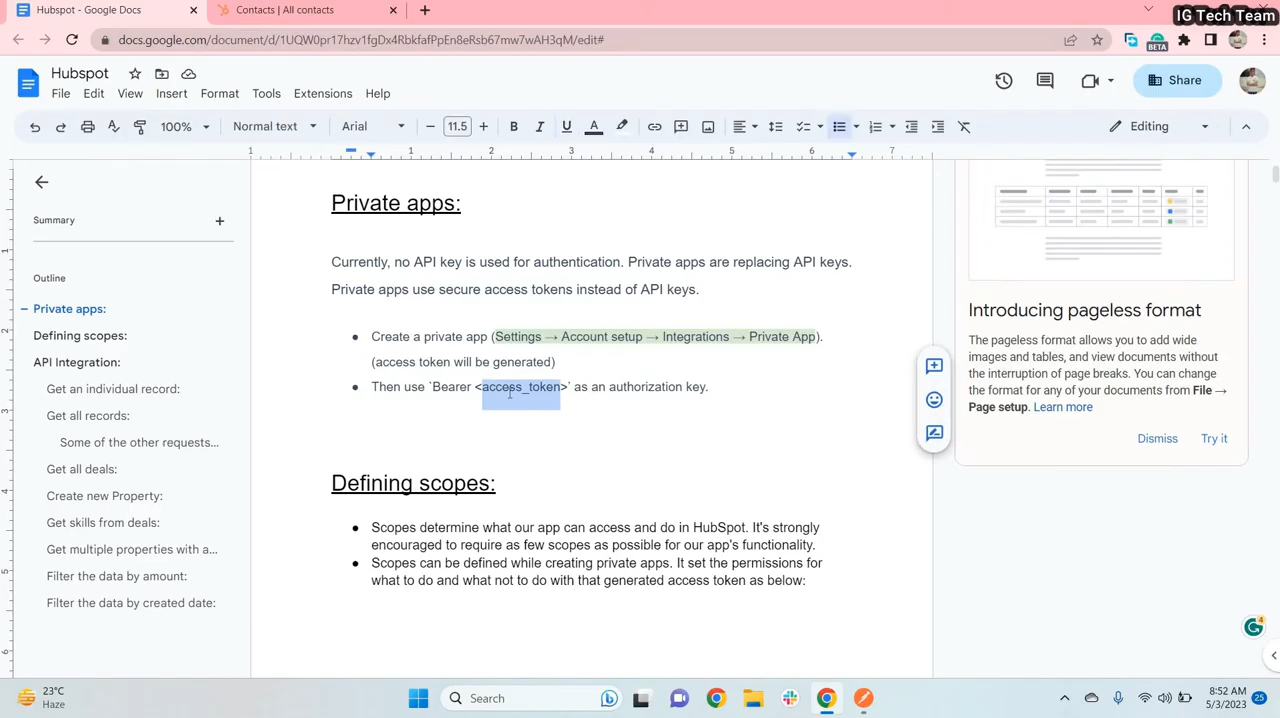 Hubspot - Google Docs
Contacts | All contacts
IG Tech Team
docs.google.com/document/d/1UQW0pr17hzv1fgDx4RbkfafPpEn8eRsb67mw7wAH3qM/edit#
BETA
Hubspot
File Edit View Insert Format Tools Extensions Help
Share
100% Normal text Arial 11.5 Editing
1 1 2 3 4 5 6 7
Summary
Outline
Private apps:
Defining scopes:
API Integration:
Get an individual record:
Get all records:
Some of the other requests...
Get all deals:
Create new Property:
Get skills from deals:
Get multiple properties with a...
Filter the data by amount:
Filter the data by created date:
Private apps:
Currently, no API key is used for authentication. Private apps are replacing API keys.
Private apps use secure access tokens instead of API keys.
● Create a private app (Settings → Account setup → Integrations → Private App).
(access token will be generated)
● Then use `Bearer <access_token>` as an authorization key.
Defining scopes:
● Scopes determine what our app can access and do in HubSpot. It's strongly
encouraged to require as few scopes as possible for our app's functionality.
● Scopes can be defined while creating private apps. It set the permissions for
what to do and what not to do with that generated access token as below:
Introducing pageless format
The pageless format allows you to add wide
images and tables, and view documents without
the interruption of page breaks. You can change
the format for any of your documents from File →
Page setup. Learn more
Dismiss Try it
4
23°C
Haze
Search
8:52 AM
5/3/2023
25